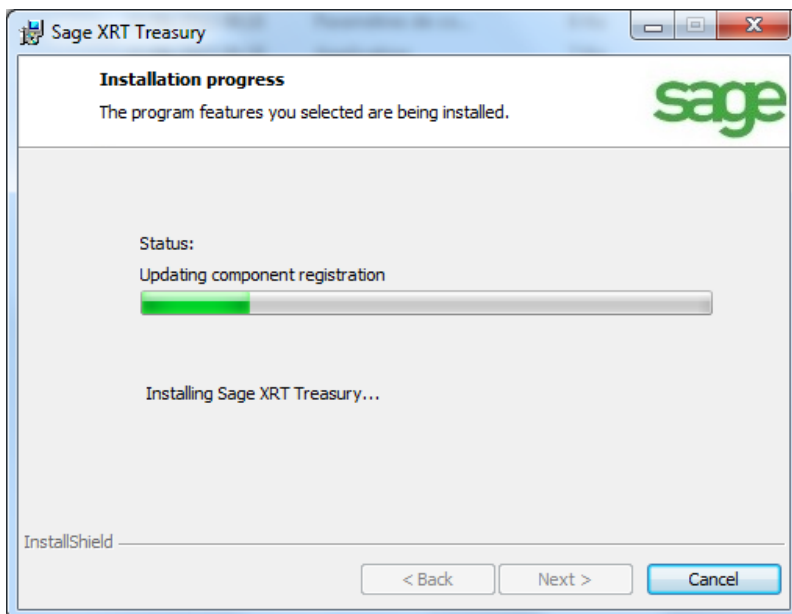 Sage XRT Treasury
Installation progress
The program features you selected are being installed.
sage
Status:
Updating component registration
Installing Sage XRT Treasury...
InstallShield
< Back
Next >
Cancel